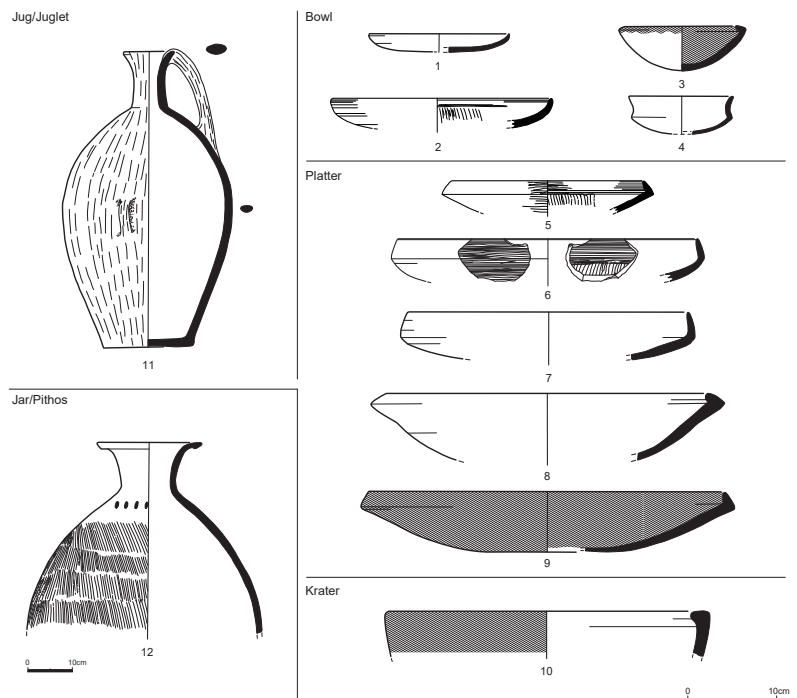 Jug/Juglet
11
Jar/Pithos
12
0 10cm
Bowl
1
2
3
4
Platter
5
6
7
8
9
Krater
10
0 10cm